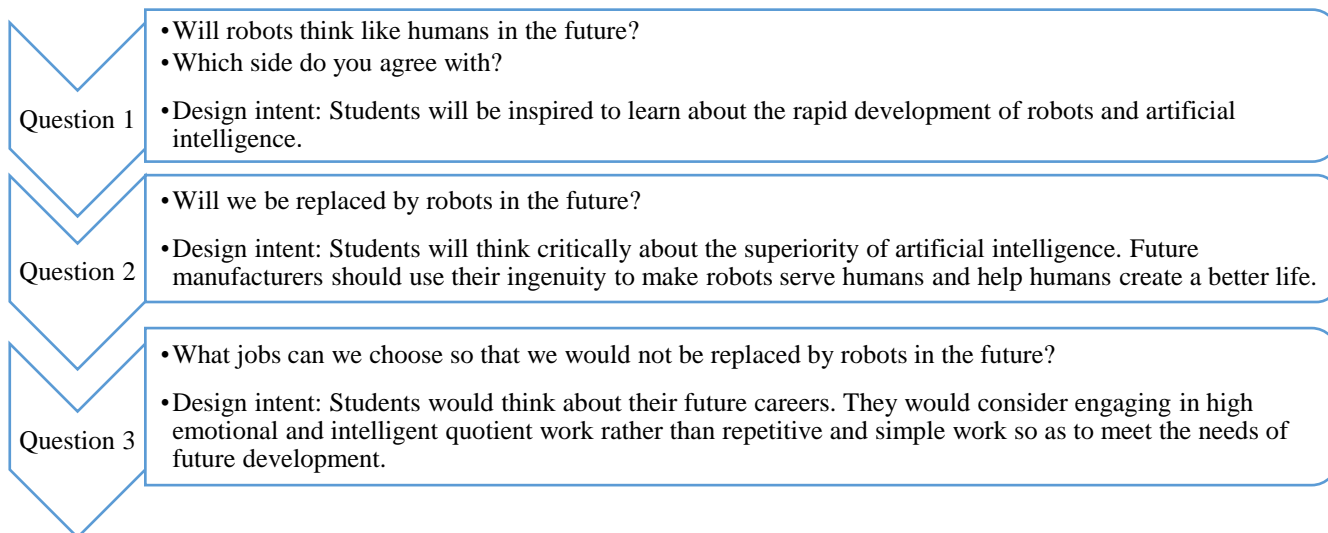 Question 1
•Will robots think like humans in the future?
•Which side do you agree with?
•Design intent: Students will be inspired to learn about the rapid development of robots and artificial
intelligence.
Question 2
•Will we be replaced by robots in the future?
•Design intent: Students will think critically about the superiority of artificial intelligence. Future
manufacturers should use their ingenuity to make robots serve humans and help humans create a better life.
Question 3
•What jobs can we choose so that we would not be replaced by robots in the future?
•Design intent: Students would think about their future careers. They would consider engaging in high
emotional and intelligent quotient work rather than repetitive and simple work so as to meet the needs of
future development.